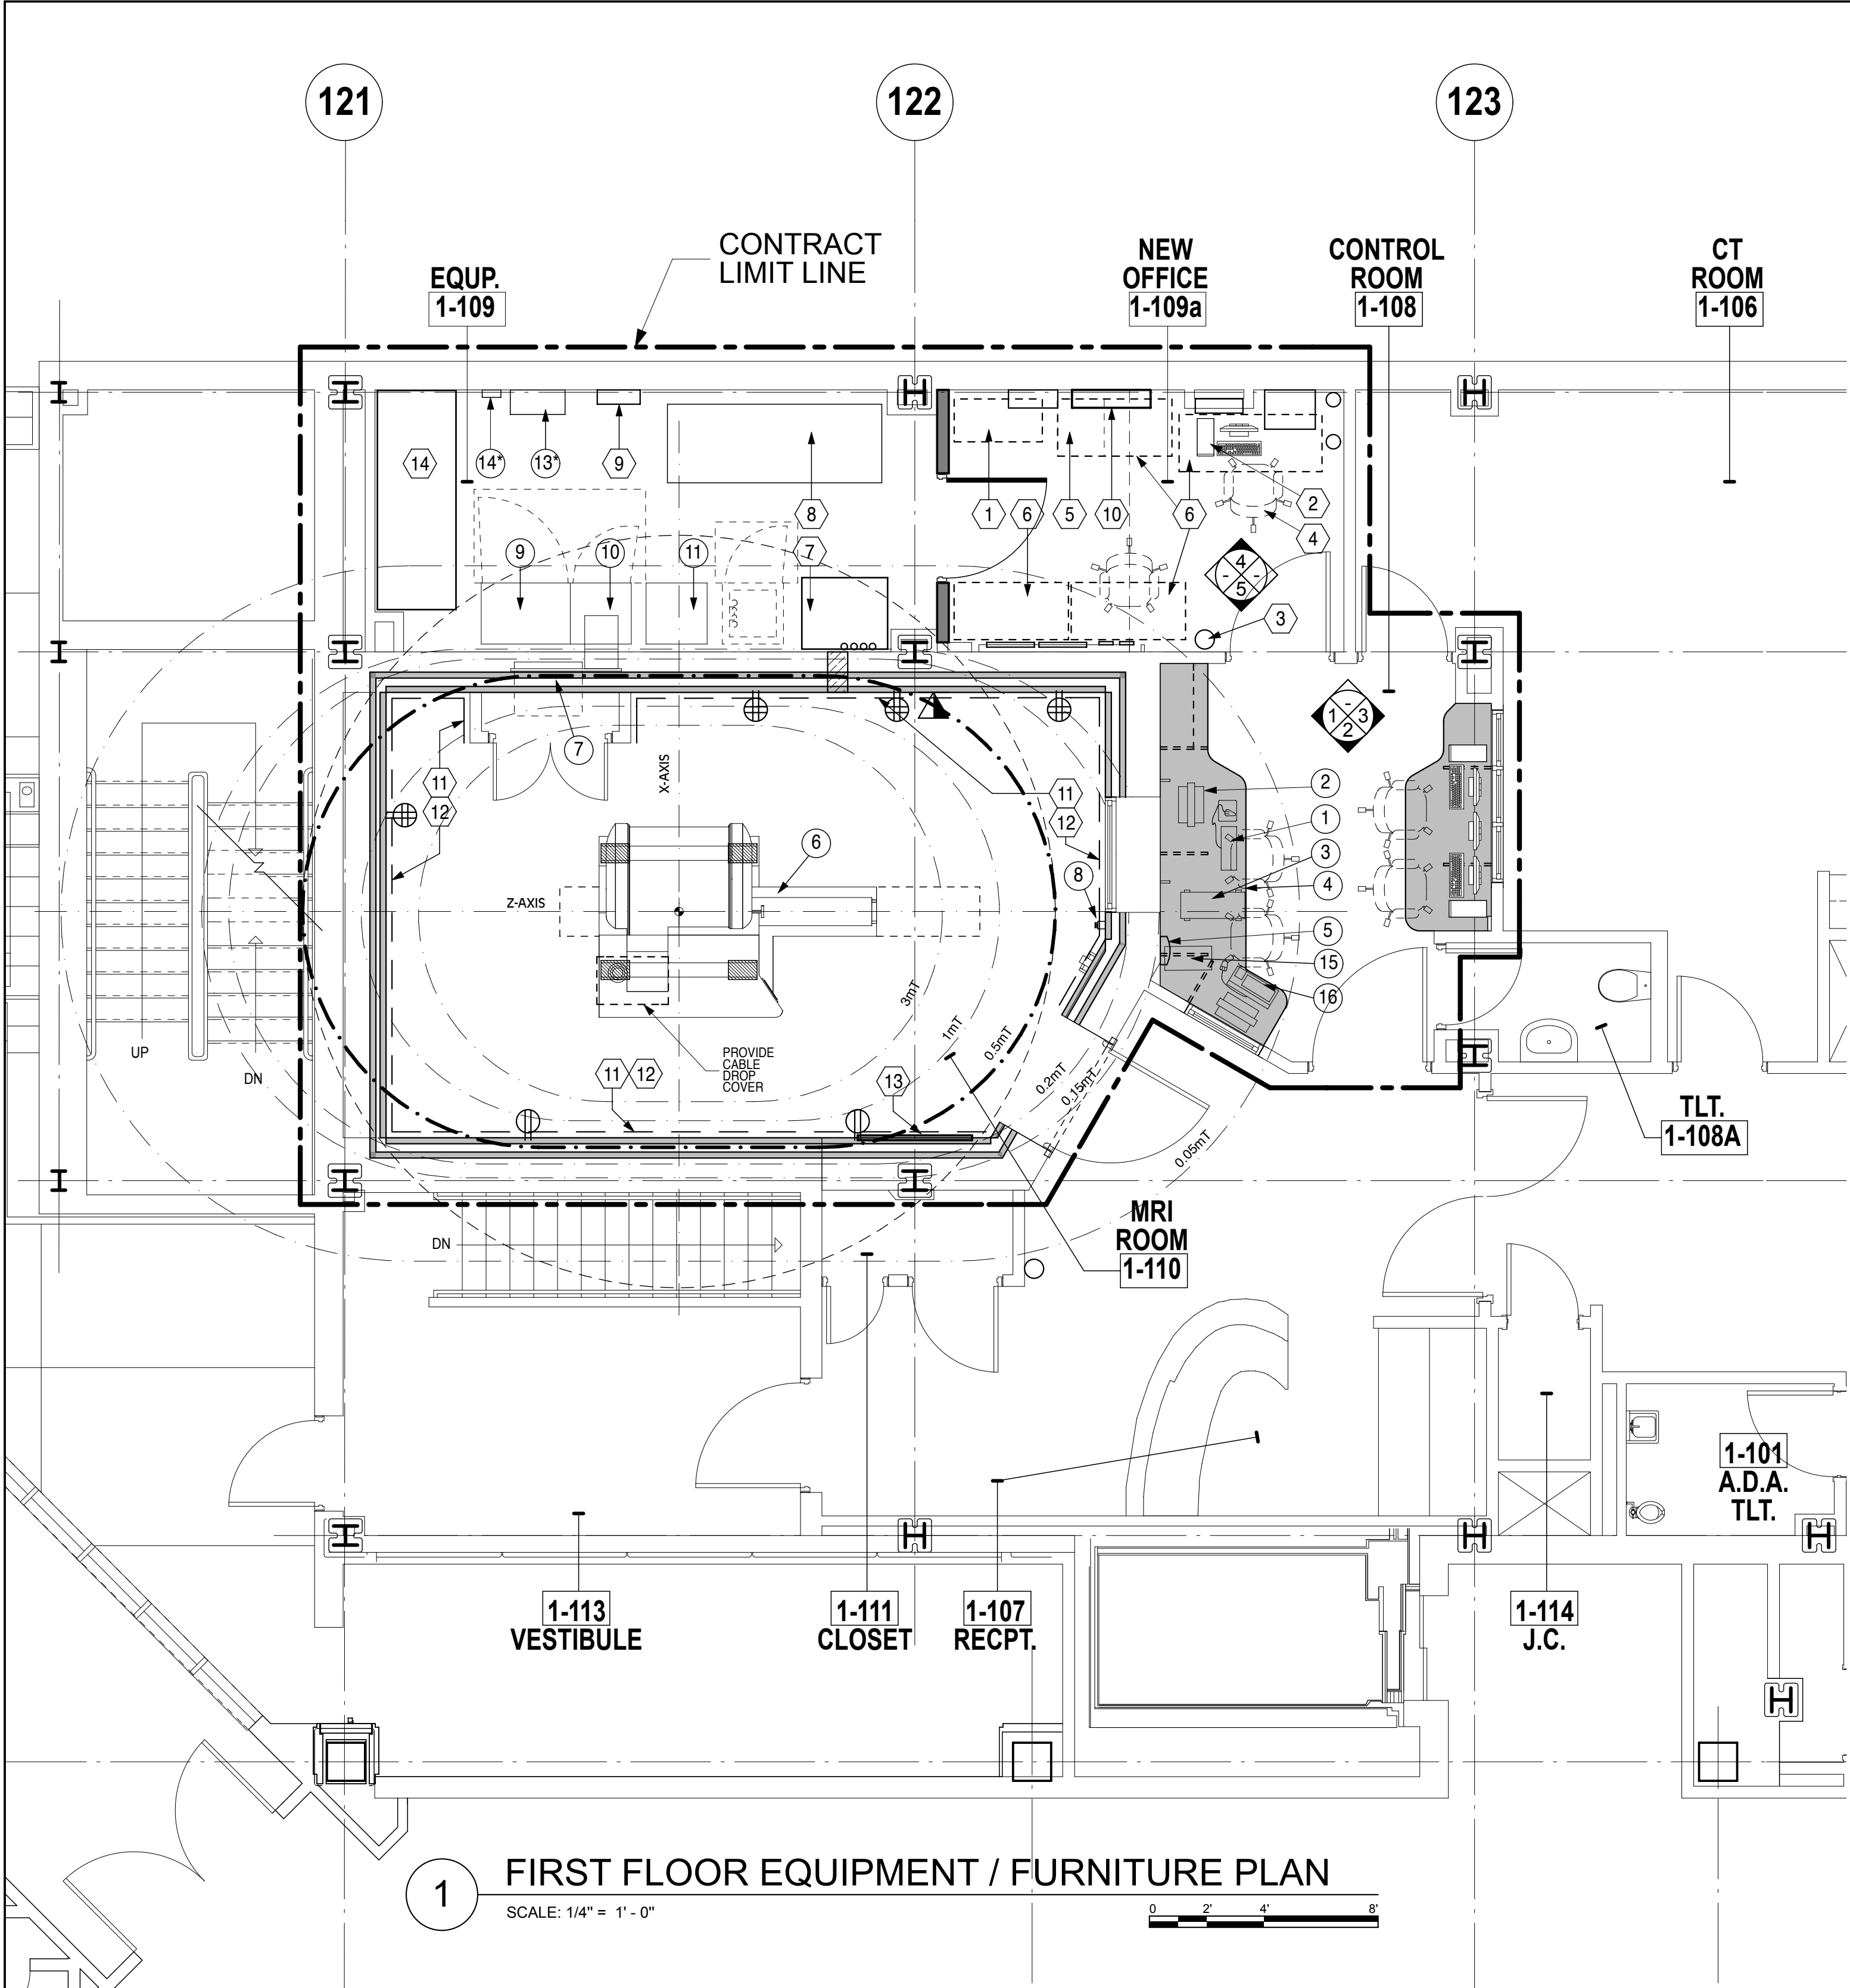 121
122
123
CONTRACT
LIMIT LINE
EQUP.
1-109
NEW
OFFICE
1-109a
CONTROL
ROOM
1-108
CT
ROOM
1-106
14
14*
13*
9
8
1
6
5
10
6
2
4
9
10
11
7
4
-
-
5
3
7
11
12
X-AXIS
Z-AXIS
6
11
12
8
-
1
3
2
2
1
3
4
5
15
16
3mT
1mT
0.5mT
0.2mT
0.15mT
0.05mT
PROVIDE
CABLE
DROP
COVER
11
12
13
UP
DN
DN
TLT.
1-108A
MRI
ROOM
1-110
1-101
A.D.A.
TLT.
1-113
VESTIBULE
1-111
CLOSET
1-107
RECPT.
1-114
J.C.
1
FIRST FLOOR EQUIPMENT / FURNITURE PLAN
SCALE: 1/4" = 1' - 0"
0 2' 4' 8'